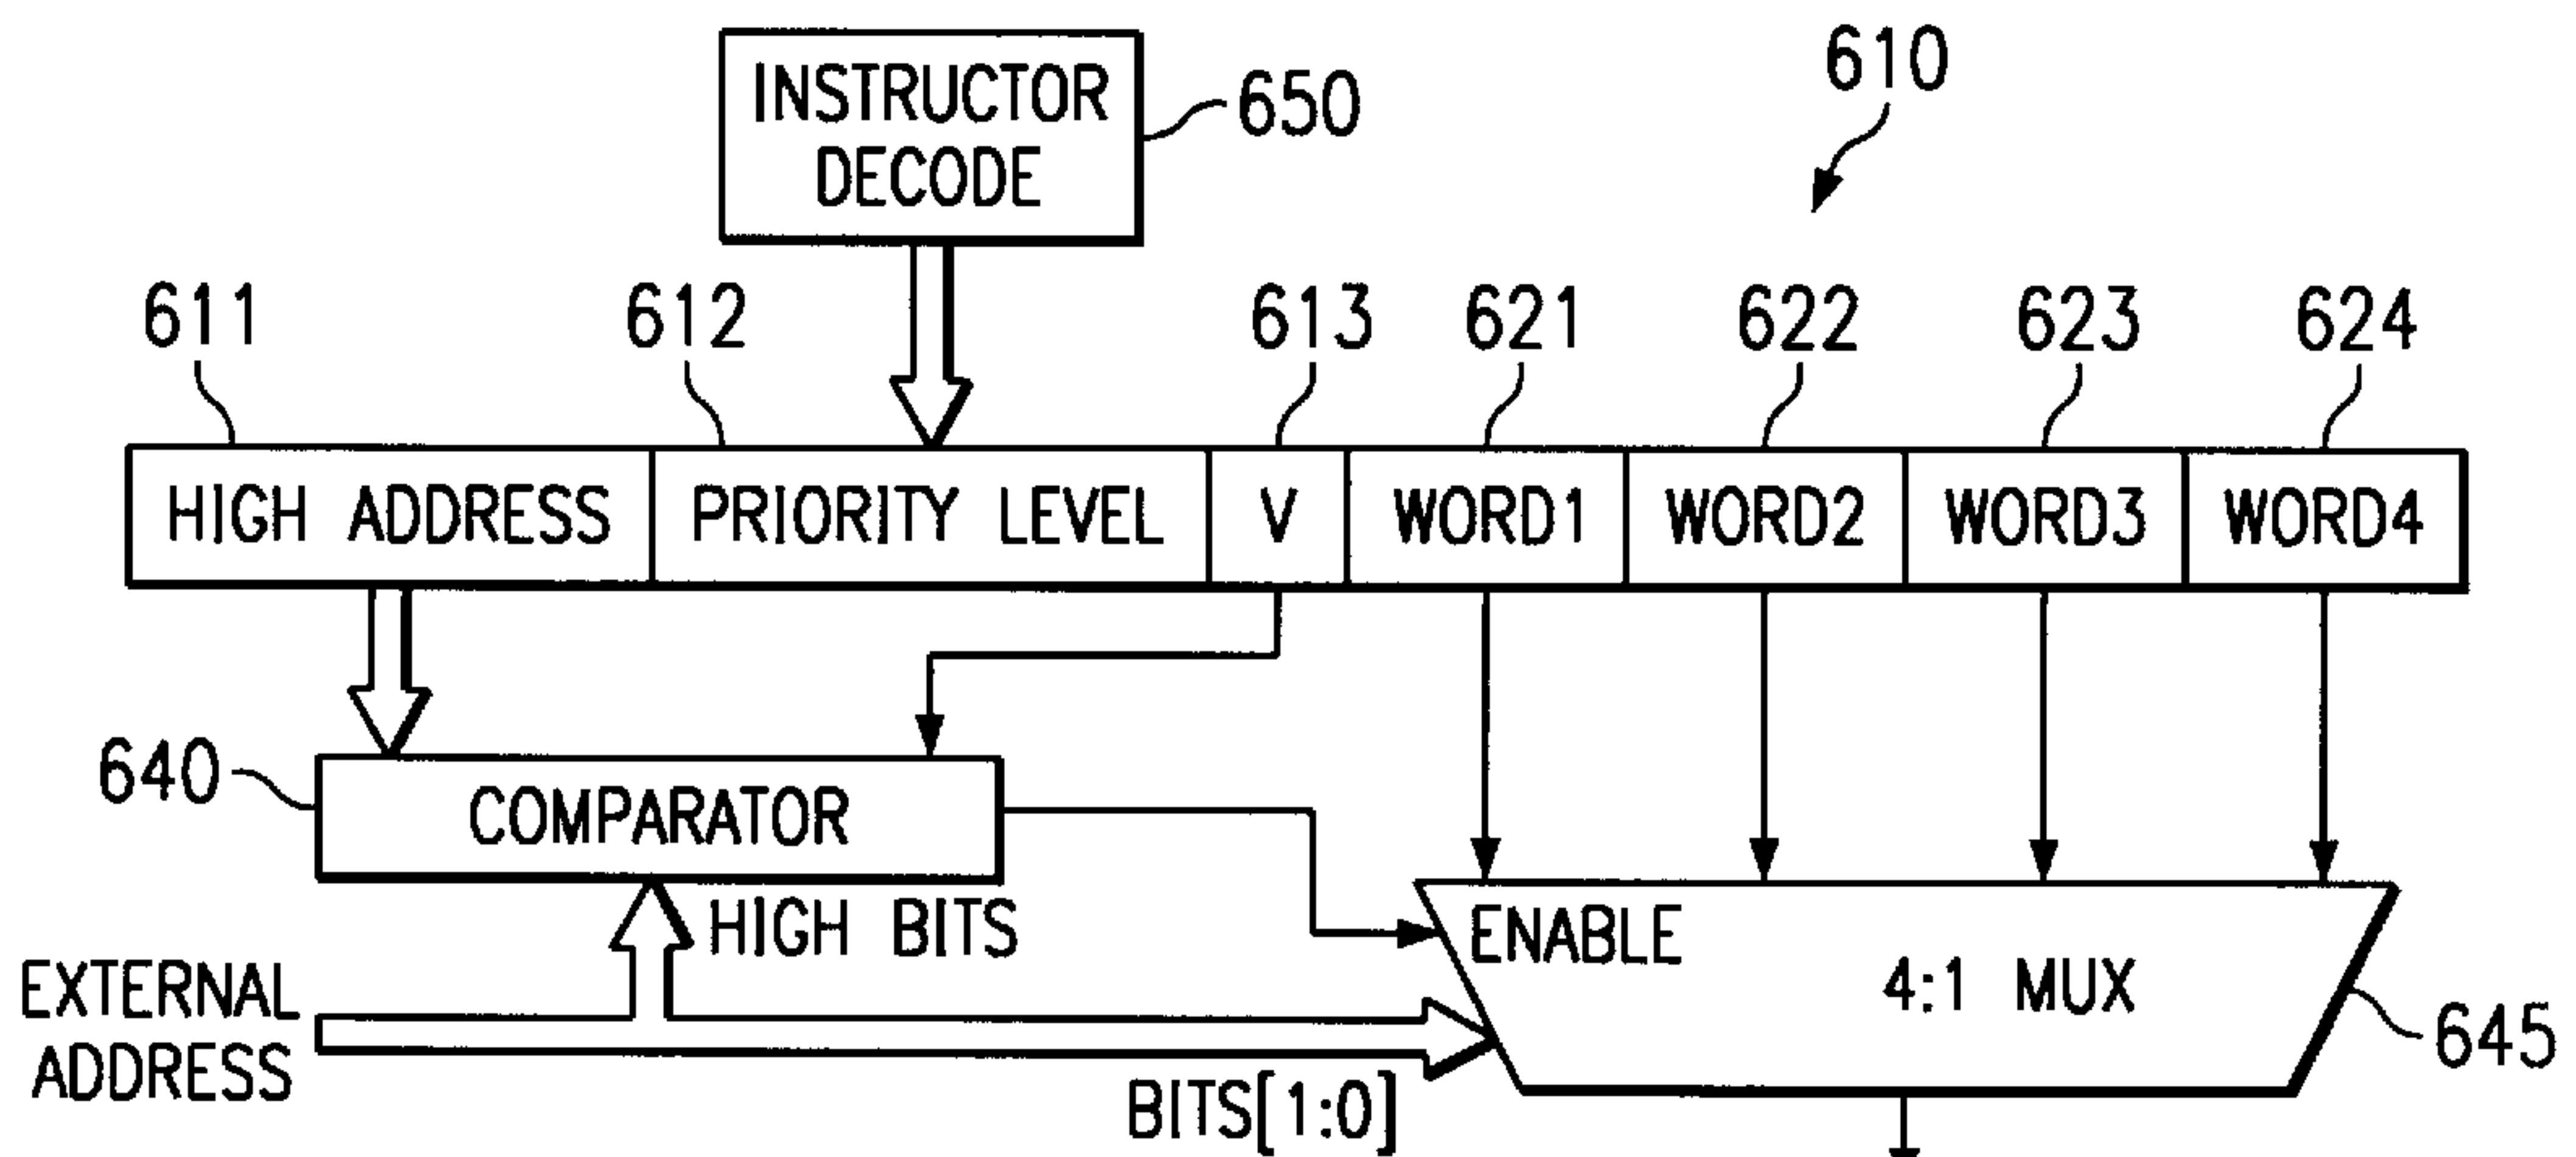 INSTRUCTOR
DECODE
650
610
611
612
613
621
622
623
624
HIGH ADDRESS
PRIORITY LEVEL
V
WORD1
WORD2
WORD3
WORD4
640
COMPARATOR
HIGH BITS
ENABLE
4:1 MUX
EXTERNAL
ADDRESS
645
BITS[1:0]